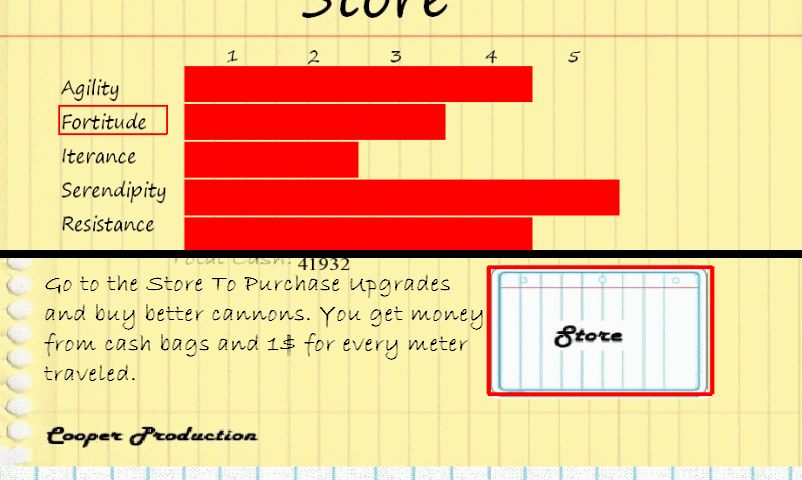 Store
1 2 3 4 5
Agility
Fortitude
Iterance
Serendipity
Resistance
Total Cash: 41932
Go to the Store To Purchase Upgrades
and buy better cannons. You get money
from cash bags and 1$ for every meter
traveled.
Store
Cooper Production